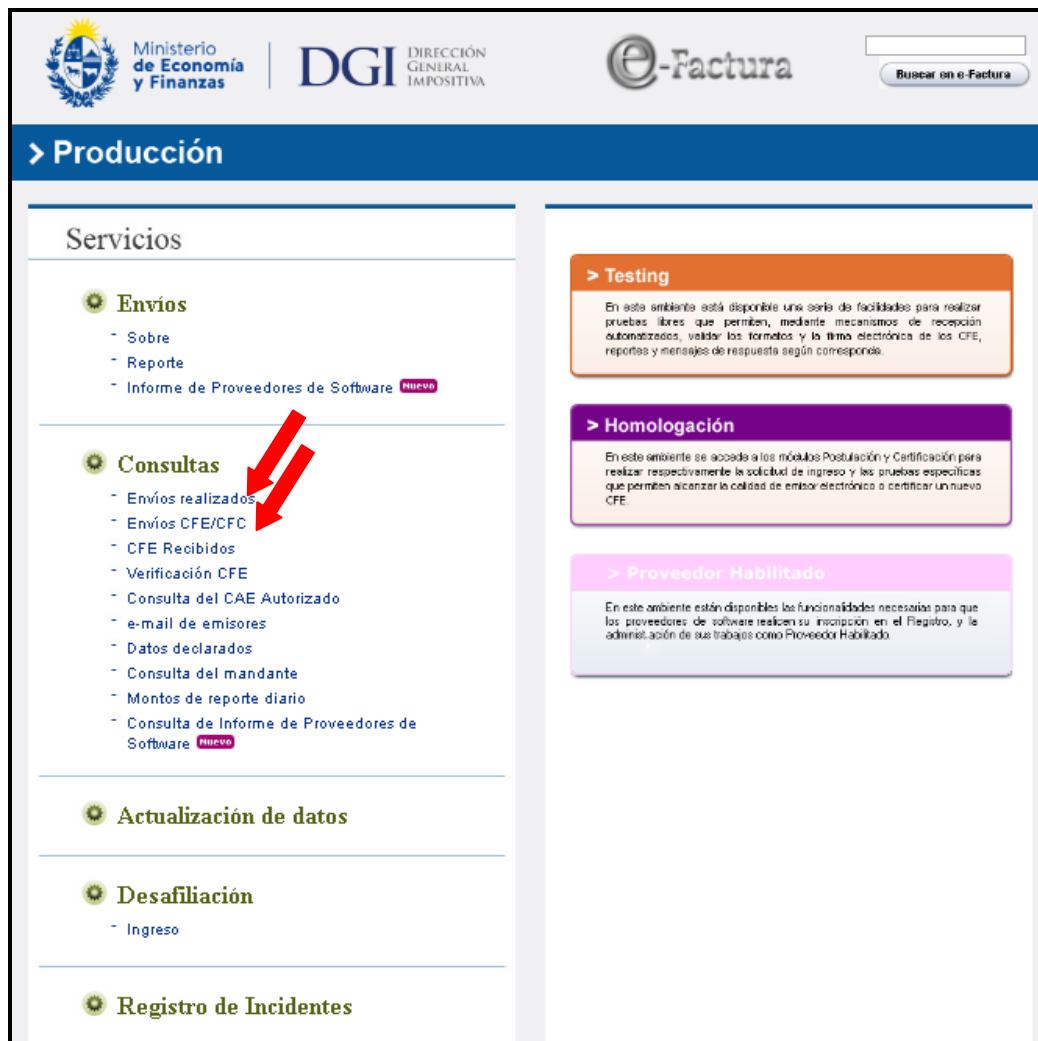 Ministerio
de Economía
y Finanzas
DGI
DIRECCIÓN
GENERAL
IMPOSITIVA
e-Factura
Buscar en e-Factura
> Producción
Servicios
Envíos
- Sobre
- Reporte
- Informe de Proveedores de Software Nuevo
Consultas
- Envíos realizados
- Envíos CFE/CFC
- CFE Recibidos
- Verificación CFE
- Consulta del CAE Autorizado
- e-mail de emisores
- Datos declarados
- Consulta del mandante
- Montos de reporte diario
- Consulta de Informe de Proveedores de
Software Nuevo
Actualización de datos
Desafiliación
- Ingreso
Registro de Incidentes
> Testing
En este ambiente está disponible una serie de facilidades para realizar
pruebas libres que permiten, mediante mecanismos de recepción
automatizados, validar los formatos y la firma electrónica de los CFE,
reportes y mensajes de respuesta según corresponda.
> Homologación
En este ambiente se accede a los módulos Postulación y Certificación para
realizar respectivamente la solicitud de ingreso y las pruebas específicas
que permiten alcanzar la calidad de emisor electrónico o certificar un nuevo
CFE.
> Proveedor Habilitado
En este ambiente están disponibles las funcionalidades necesarias para que
los proveedores de software realicen su inscripción en el Registro, y la
administ.ación de sus trabajos como Proveedor Habilitado.